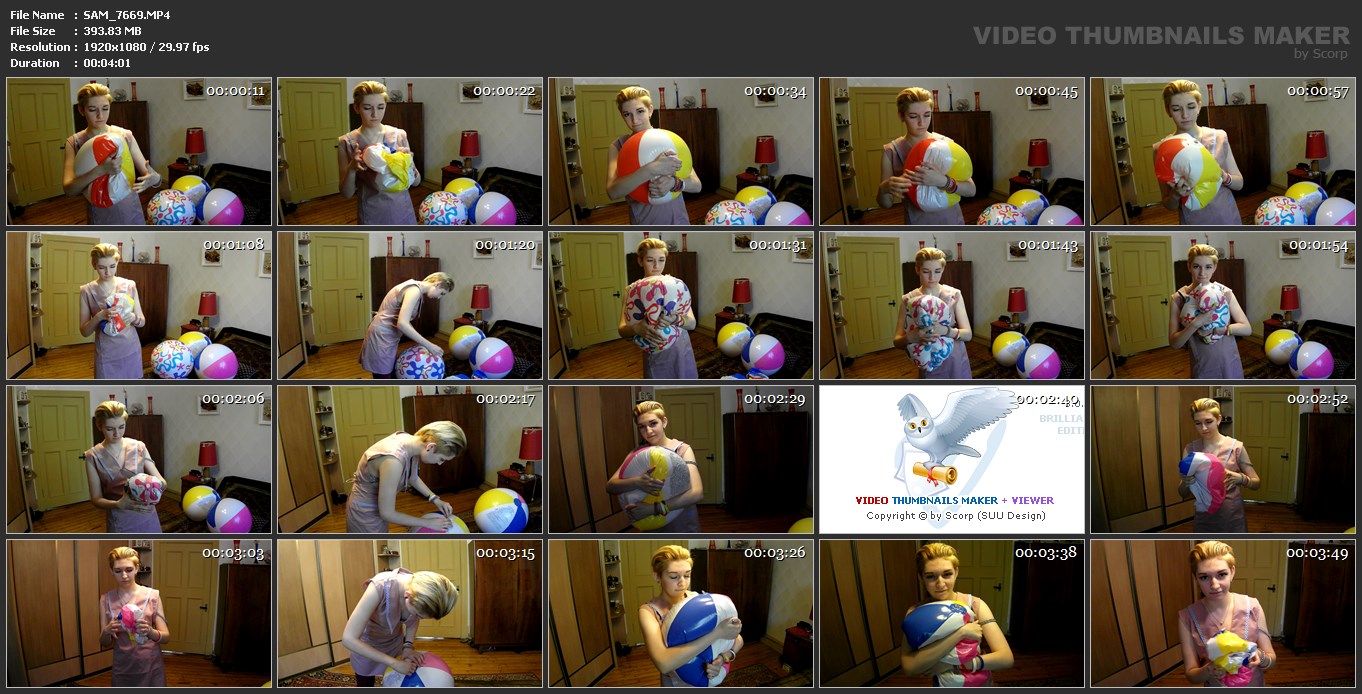 File Name : SAM_7669.MP4
File Size : 393.83 MB
Resolution : 1920x1080 / 29.97 fps
Duration : 00:04:01
VIDEO THUMBNAILS MAKER
by Scorp
00:00:11
00:00:22
00:00:34
00:00:45
00:00:57
00:01:08
00:01:20
00:01:31
00:01:43
00:01:54
00:02:06
00:02:17
00:02:29
00:02:40
BRILLIA
EDIT
VIDEO THUMBNAILS MAKER + VIEWER
Copyright © by Scorp (SUU Design)
00:02:52
00:03:03
00:03:15
00:03:26
00:03:38
00:03:49